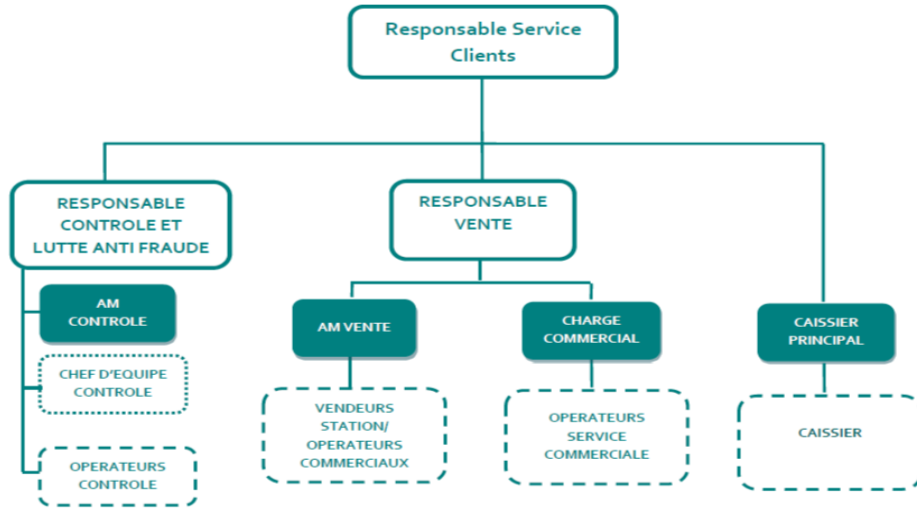 Responsable Service
Clients
RESPONSABLE
CONTROLE ET
LUTTE ANTI FRAUDE
RESPONSABLE
VENTE
AM
CONTROLE
CHEF D'EQUIPE
CONTROLE
OPERATEURS
CONTROLE
AM VENTE
VENDEURS
STATION/
OPERATEURS
COMMERCIAUX
CHARGE
COMMERCIAL
OPERATEURS
SERVICE
COMMERCIALE
CAISSIER
PRINCIPAL
CAISSIER